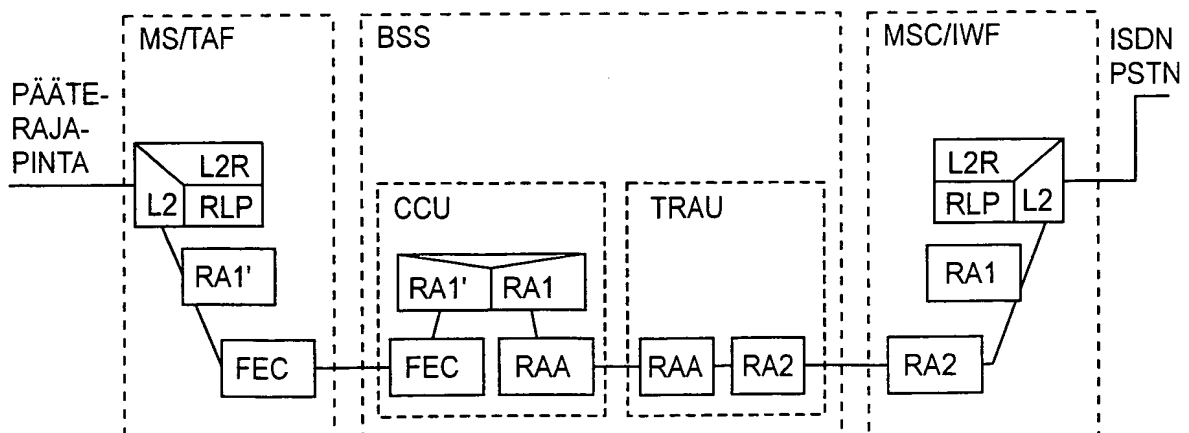 MS/TAF
BSS
MSC/IWF
ISDN
PSTN
PÄÄTE-
RAJA-
PINTA
L2R
L2
RLP
RA1'
FEC
CCU
RA1'
RA1
FEC
RAA
TRAU
RAA
RA2
L2R
RLP
L2
RA1
RA2